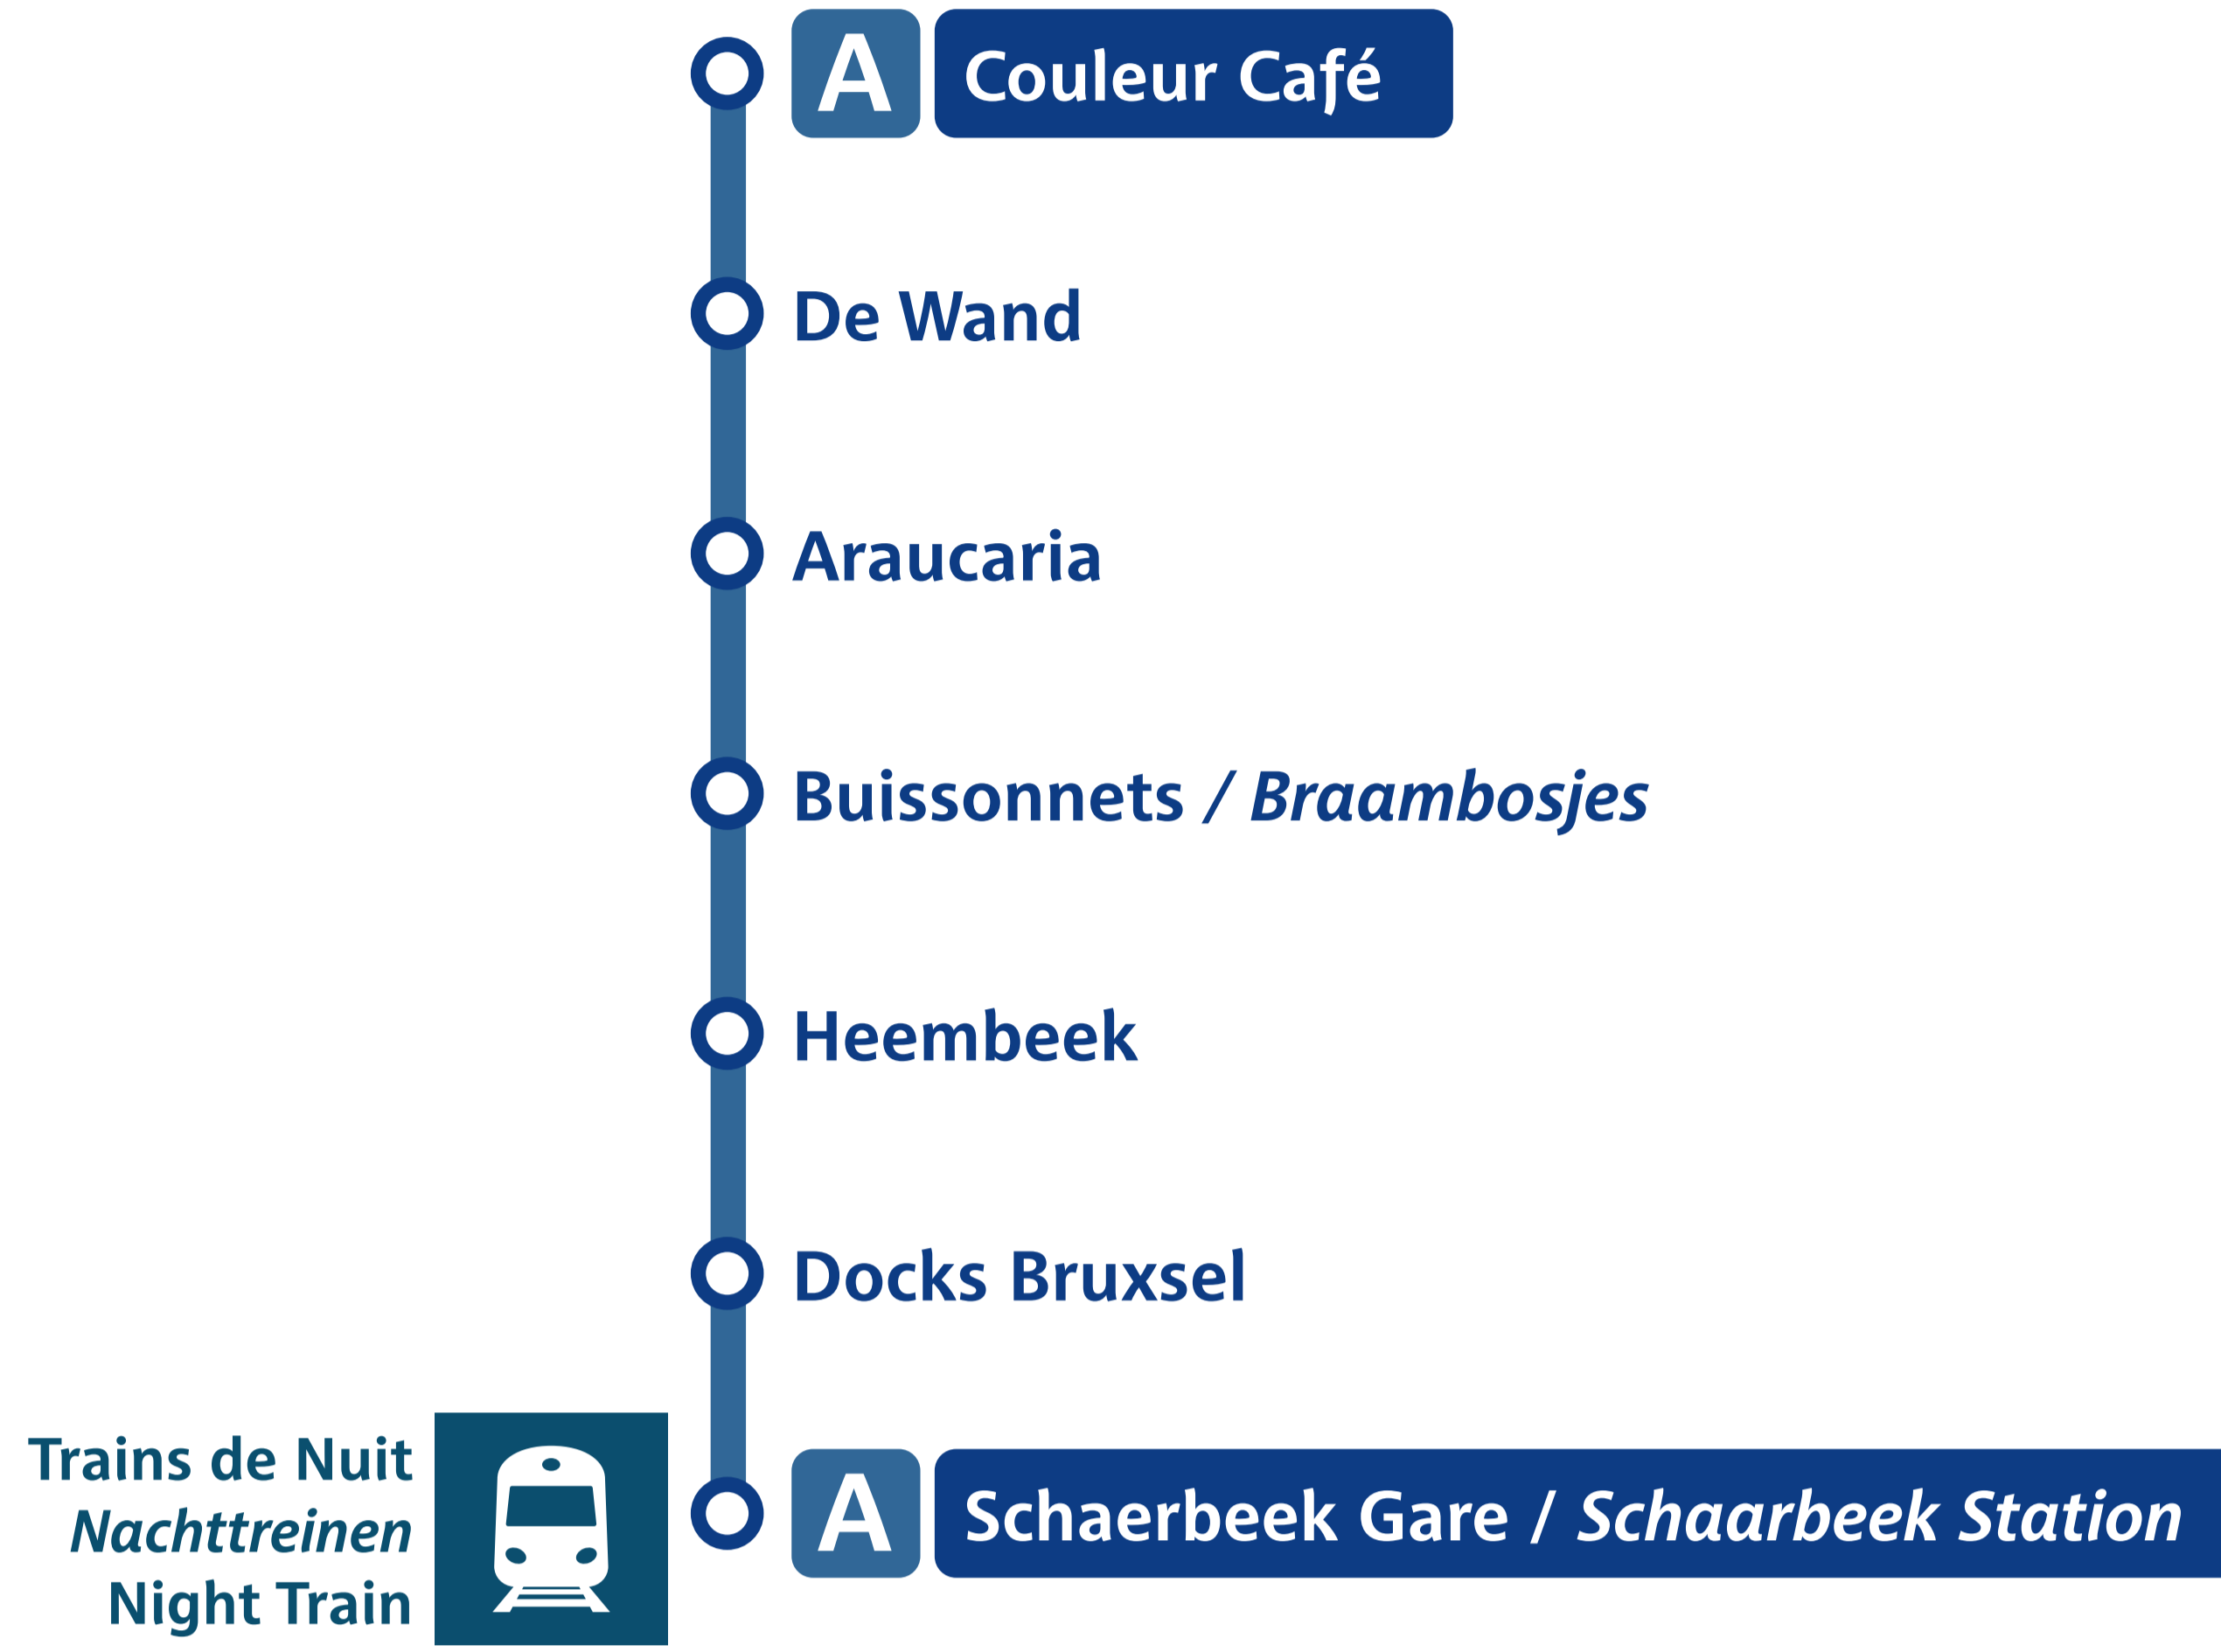 A Couleur Café
De Wand
Araucaria
Buissonnets / Braambosjes
Heembeek
Docks Bruxsel
Trains de Nuit
Nachttreinen
Night Train
A Schaerbeek Gare / Schaarbeek Station